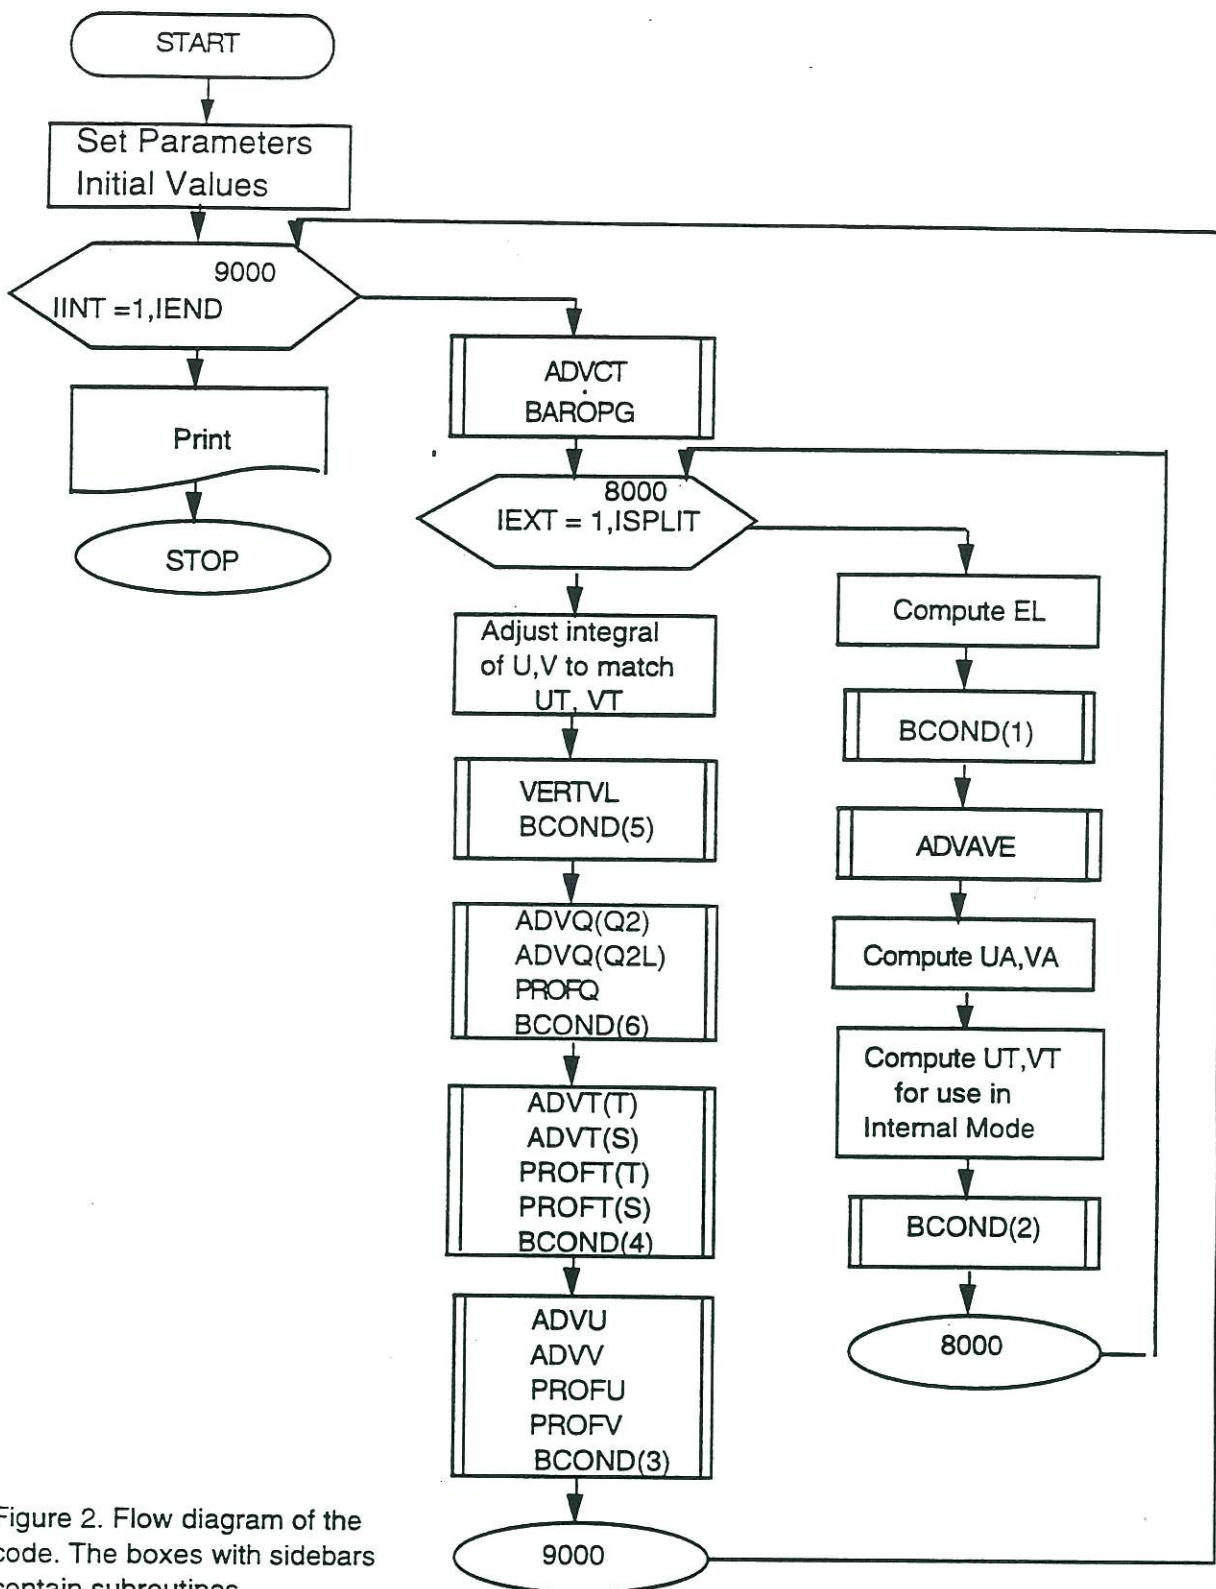 START
Set Parameters
Initial Values
9000
IINT =1,IEND
Print
STOP
ADVCT
BAROPG
8000
IEXT = 1,ISPLIT
Adjust integral
of U,V to match
UT, VT
VERTVL
BCOND(5)
ADVQ(Q2)
ADVQ(Q2L)
PROFQ
BCOND(6)
ADVT(T)
ADVT(S)
PROFT(T)
PROFT(S)
BCOND(4)
ADVU
ADVV
PROFU
PROFV
BCOND(3)
9000
Compute EL
BCOND(1)
ADVAVE
Compute UA,VA
Compute UT,VT
for use in
Internal Mode
BCOND(2)
8000
Figure 2. Flow diagram of the
code. The boxes with sidebars
contain subroutines